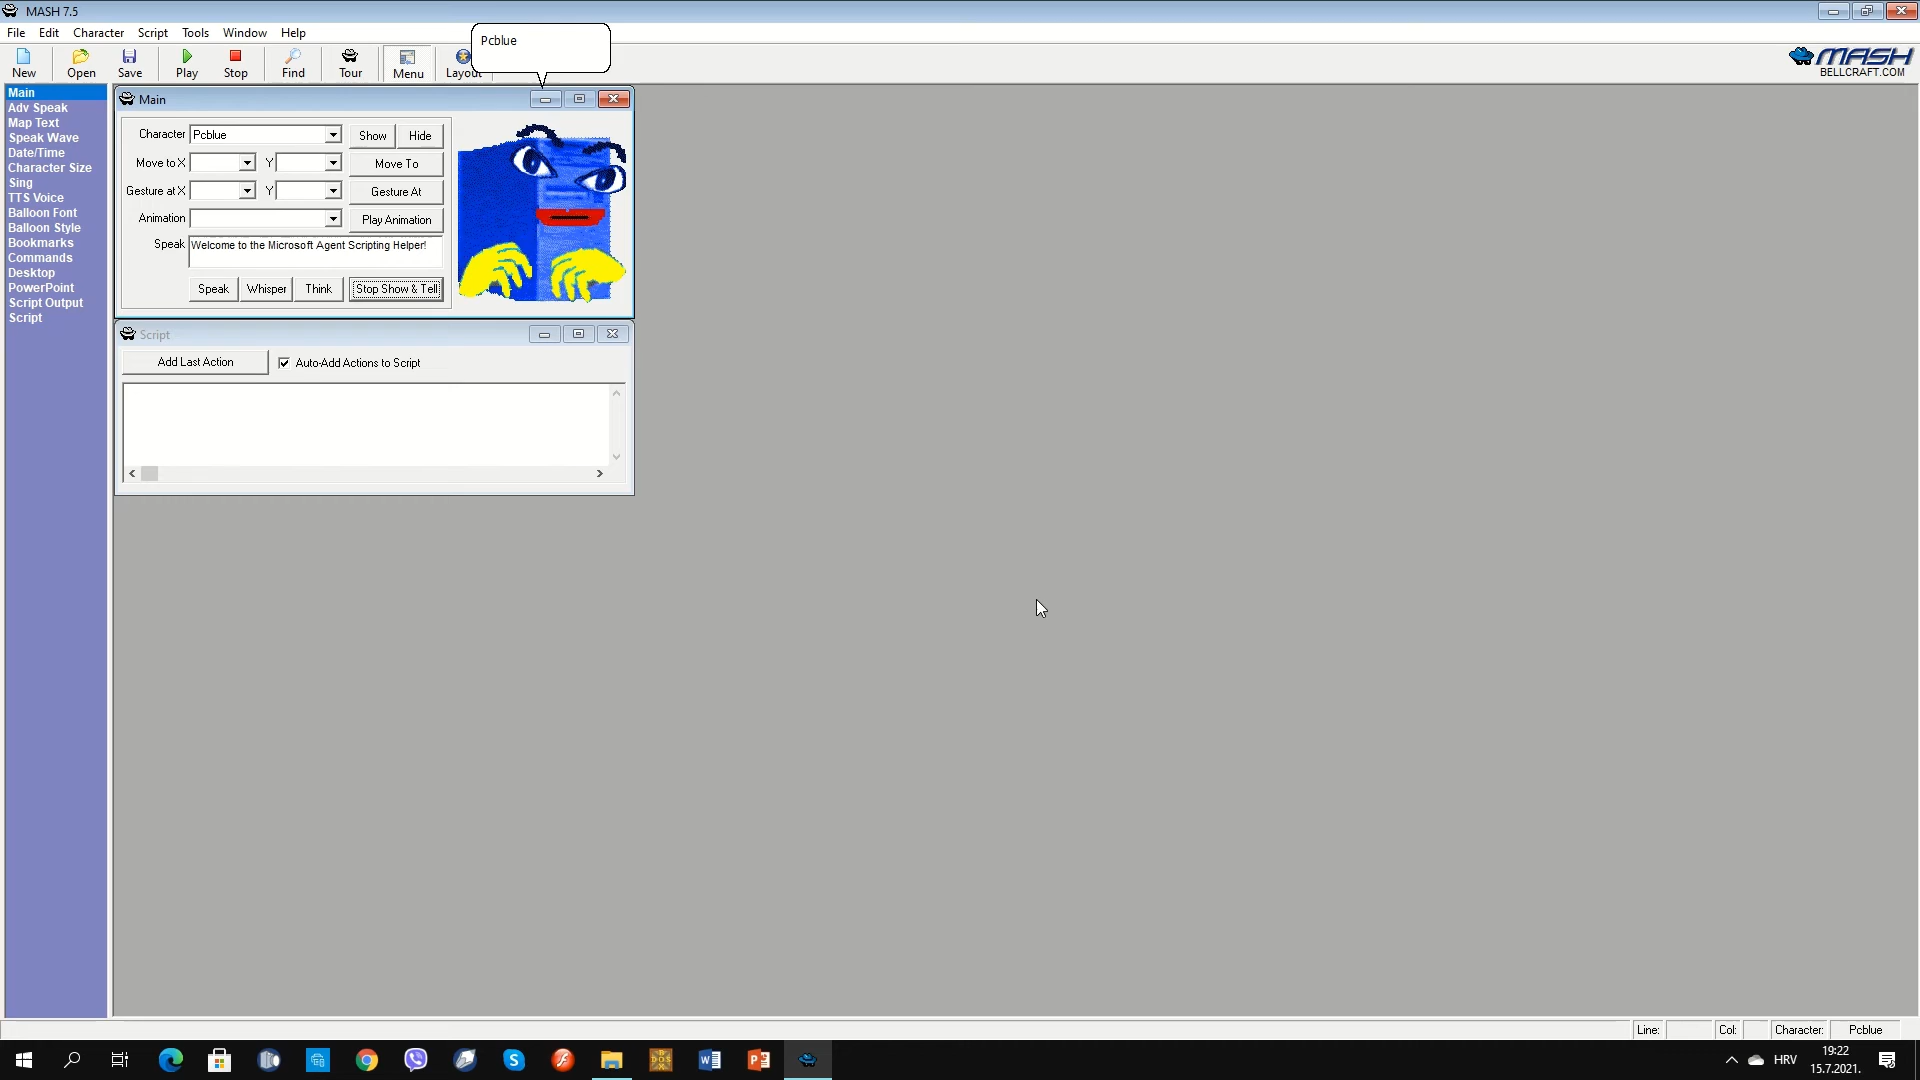 MASH 7.5
File Edit Character Script Tools Window Help
Pcblue
New Open Save Play Stop Find Tour Menu Layout
MASH
BELLCRAFT.COM
Main
Adv Speak
Map Text
Speak Wave
Date/Time
Character Size
Sing
TTS Voice
Balloon Font
Balloon Style
Bookmarks
Commands
Desktop
PowerPoint
Script Output
Script
Main
Character Pcblue Show Hide
Move to X Y Move To
Gesture at X Y Gesture At
Animation Play Animation
Speak Welcome to the Microsoft Agent Scripting Helper!
Speak Whisper Think Stop Show & Tell
Script
Add Last Action Auto-Add Actions to Script
Line: Col: Character: Pcblue
HRV
19:22
15.7.2021.